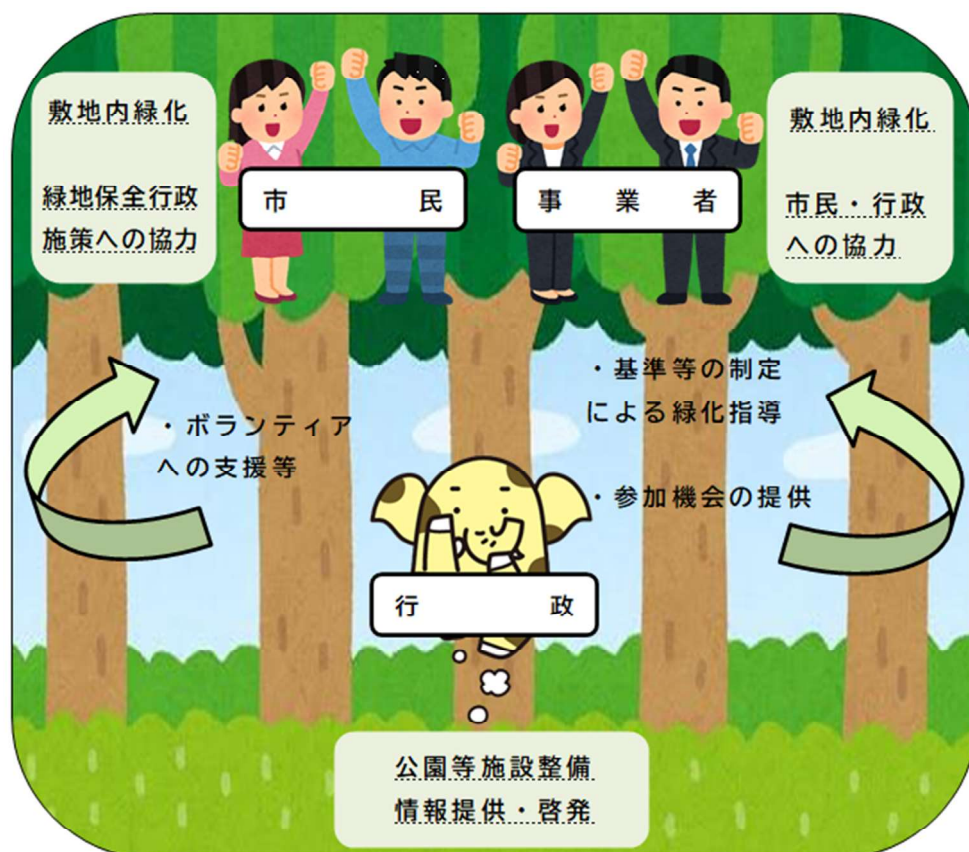 敷地内緑化
緑地保全行政
施策への協力
市民
事業者
敷地内緑化
市民・行政
への協力
・ボランティア
への支援等
・基準等の制定
による緑化指導
・参加機会の提供
行政
公園等施設整備
情報提供・啓発